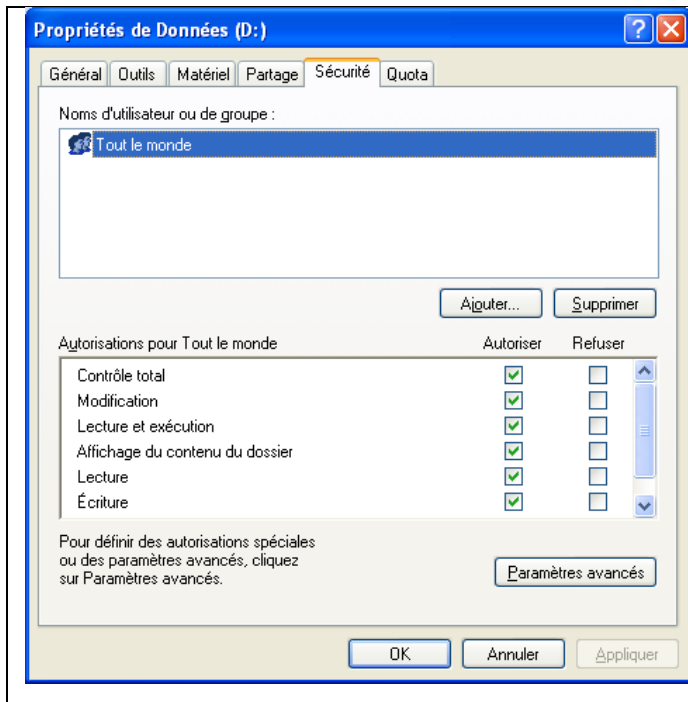 Propriétés de Données (D:)
Général Outils Matériel Partage Sécurité Quota
Noms d'utilisateur ou de groupe :
Tout le monde
Ajouter... Supprimer
Autorisations pour Tout le monde Autoriser Refuser
Contrôle total
Modification
Lecture et exécution
Affichage du contenu du dossier
Lecture
Écriture
Pour définir des autorisations spéciales
ou des paramètres avancés, cliquez
sur Paramètres avancés.
Paramètres avancés
OK Annuler Appliquer